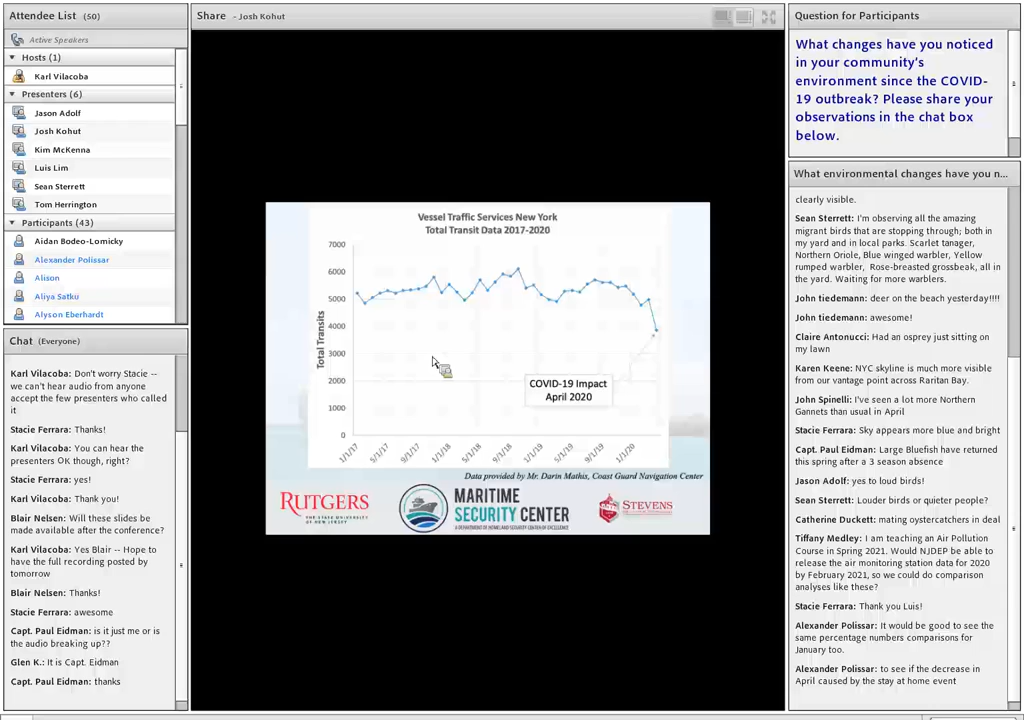 Attendee List (50)
Active Speakers
Hosts (1)
Karl Vilacoba
Presenters (6)
Jason Adolf
Josh Kohut
Kim McKenna
Luis Lim
Sean Sterrett
Tom Herrington
Participants (43)
Aidan Bodeo-Lomicky
Alexander Polissar
Alison
Aliya Satku
Alyson Eberhardt
Chat (Everyone)
Karl Vilacoba: Don't worry Stacie --
we can't hear audio from anyone
accept the few presenters who called
it
Stacie Ferrara: Thanks!
Karl Vilacoba: You can hear the
presenters OK though, right?
Stacie Ferrara: yes!
Karl Vilacoba: Thank you!
Blair Nelsen: Will these slides be
made available after the conference?
Karl Vilacoba: Yes Blair -- Hope to
have the full recording posted by
tomorrow
Blair Nelsen: Thanks!
Stacie Ferrara: awesome
Capt. Paul Eidman: is it just me or is
the audio breaking up??
Glen K.: It is Capt. Eidman
Capt. Paul Eidman: thanks
Share - Josh Kohut
Vessel Traffic Services New York
Total Transit Data 2017-2020
Total Transits
7000
6000
5000
4000
3000
2000
1000
0
1/1/17
5/1/17
9/1/17
1/1/18
5/1/18
9/1/18
1/1/19
5/1/19
9/1/19
1/1/20
COVID-19 Impact
April 2020
Data provided by Mr. Darin Mathis, Coast Guard Navigation Center
RUTGERS
THE STATE UNIVERSITY
OF NEW JERSEY
MARITIME
SECURITY CENTER
A DEPARTMENT OF HOMELAND SECURITY CENTER OF EXCELLENCE
STEVENS
Question for Participants
What changes have you noticed
in your community's
environment since the COVID-
19 outbreak? Please share your
observations in the chat box
below.
What environmental changes have you n...
clearly visible.
Sean Sterrett: I'm observing all the amazing
migrant birds that are stopping through; both in
my yard and in local parks. Scarlet tanager,
Northern Oriole, Blue winged warbler, Yellow
rumped warbler, Rose-breasted grossbeak, all in
the yard. Waiting for more warblers.
John tiedemann: deer on the beach yesterday!!!!
John tiedemann: awesome!
Claire Antonucci: Had an osprey just sitting on
my lawn
Karen Keene: NYC skyline is much more visible
from our vantage point across Raritan Bay.
John Spinelli: I've seen a lot more Northern
Gannets than usual in April
Stacie Ferrara: Sky appears more blue and bright
Capt. Paul Eidman: Large Bluefish have returned
this spring after a 3 season absence
Jason Adolf: yes to loud birds!
Sean Sterrett: Louder birds or quieter people?
Catherine Duckett: mating oystercatchers in deal
Tiffany Medley: I am teaching an Air Pollution
Course in Spring 2021. Would NJDEP be able to
release the air monitoring station data for 2020
by February 2021, so we could do comparison
analyses like these?
Stacie Ferrara: Thank you Luis!
Alexander Polissar: It would be good to see the
same percentage numbers comparisons for
January too.
Alexander Polissar: to see if the decrease in
April caused by the stay at home event